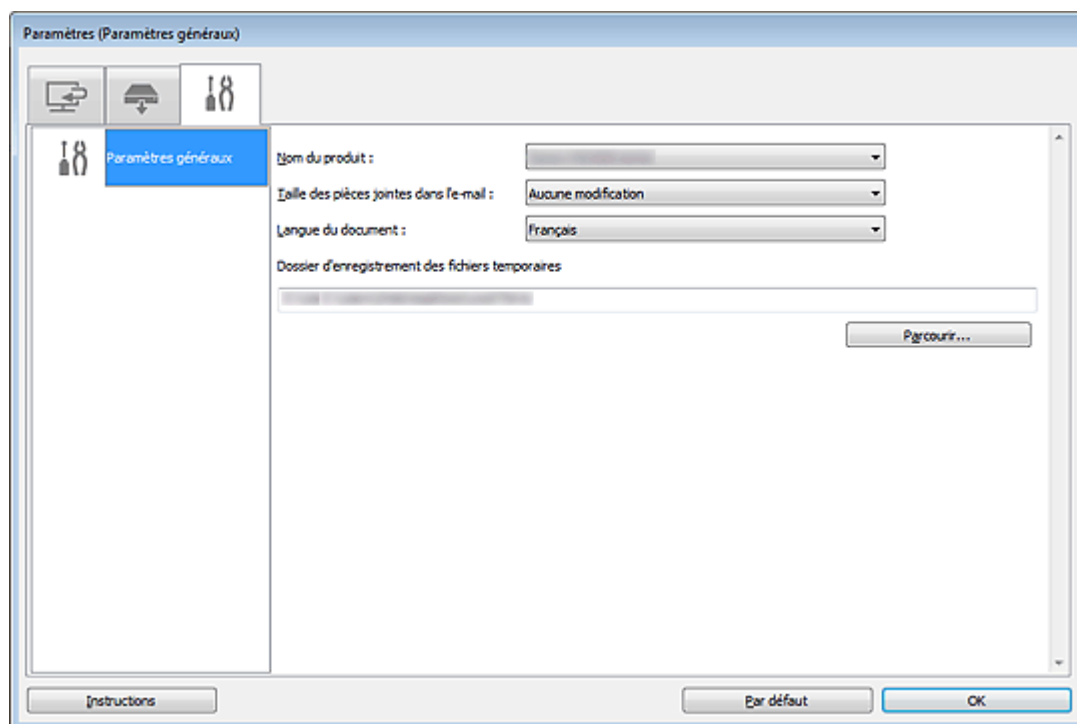 Paramètres (Paramètres généraux)
Paramètres généraux
Nom du produit :
Taille des pièces jointes dans l'e-mail :
Aucune modification
Langue du document :
Français
Dossier d'enregistrement des fichiers temporaires
Parcourir...
Instructions
Par défaut
OK